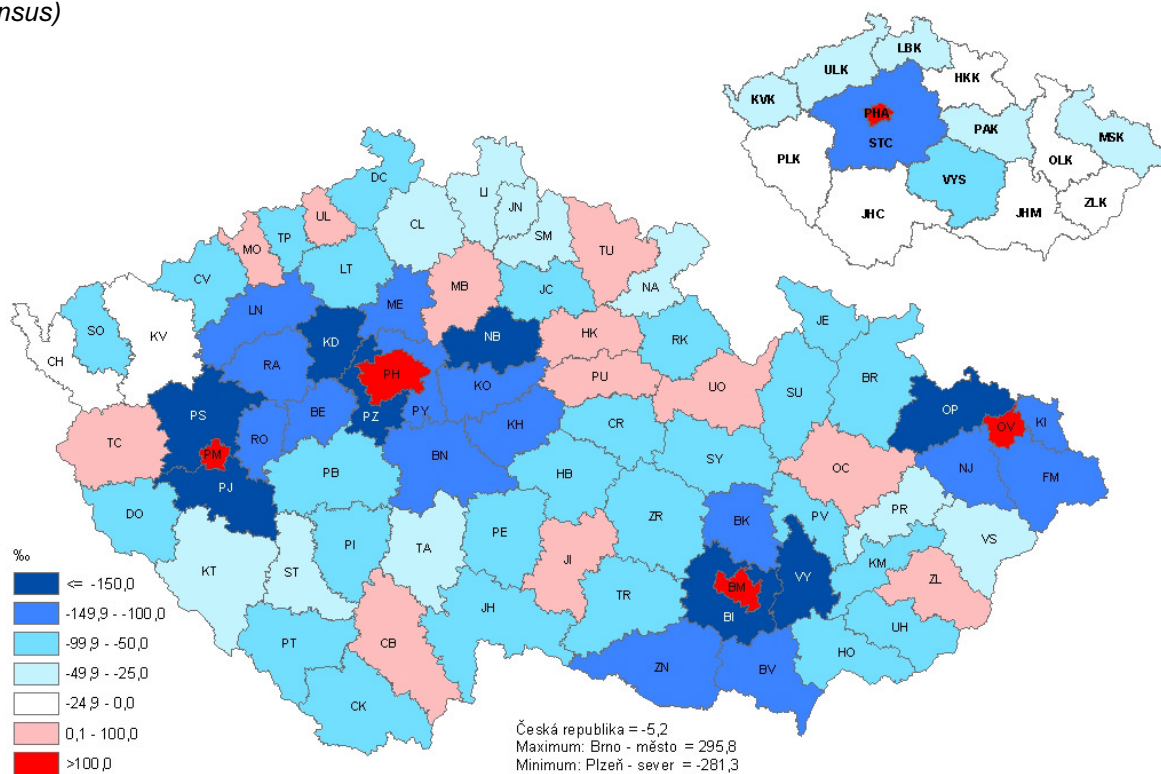 nsus)
LBK
ULK
HKK
KVK
PHA
PAK
MSK
STC
PLK
OLK
VYS
ZLK
JHC
JHM
DC
LI
JN
UL
CL
SM
TP
MO
TU
LT
CV
MB
JC
NA
LN
ME
SO
KV
JE
HK
RK
KD
NB
CH
RA
PH
BR
PU
UO
SU
KO
BE
PY
OP
PS
PZ
KH
CR
OV
KI
RO
TC
PM
BN
SY
OC
NJ
FM
PB
HB
PJ
DO
ZR
BK
PV
PR
PE
VS
PI
TA
KT
ST
JI
KM
VY
ZL
BM
TR
JH
BI
UH
PT
CB
HO
ZN
BV
CK
‰
<= -150,0
-149,9 - -100,0
-99,9 - -50,0
-49,9 - -25,0
-24,9 - 0,0
0,1 - 100,0
>100,0
Česká republika = -5,2
Maximum: Brno - město = 295,8
Minimum: Plzeň - sever = -281,3